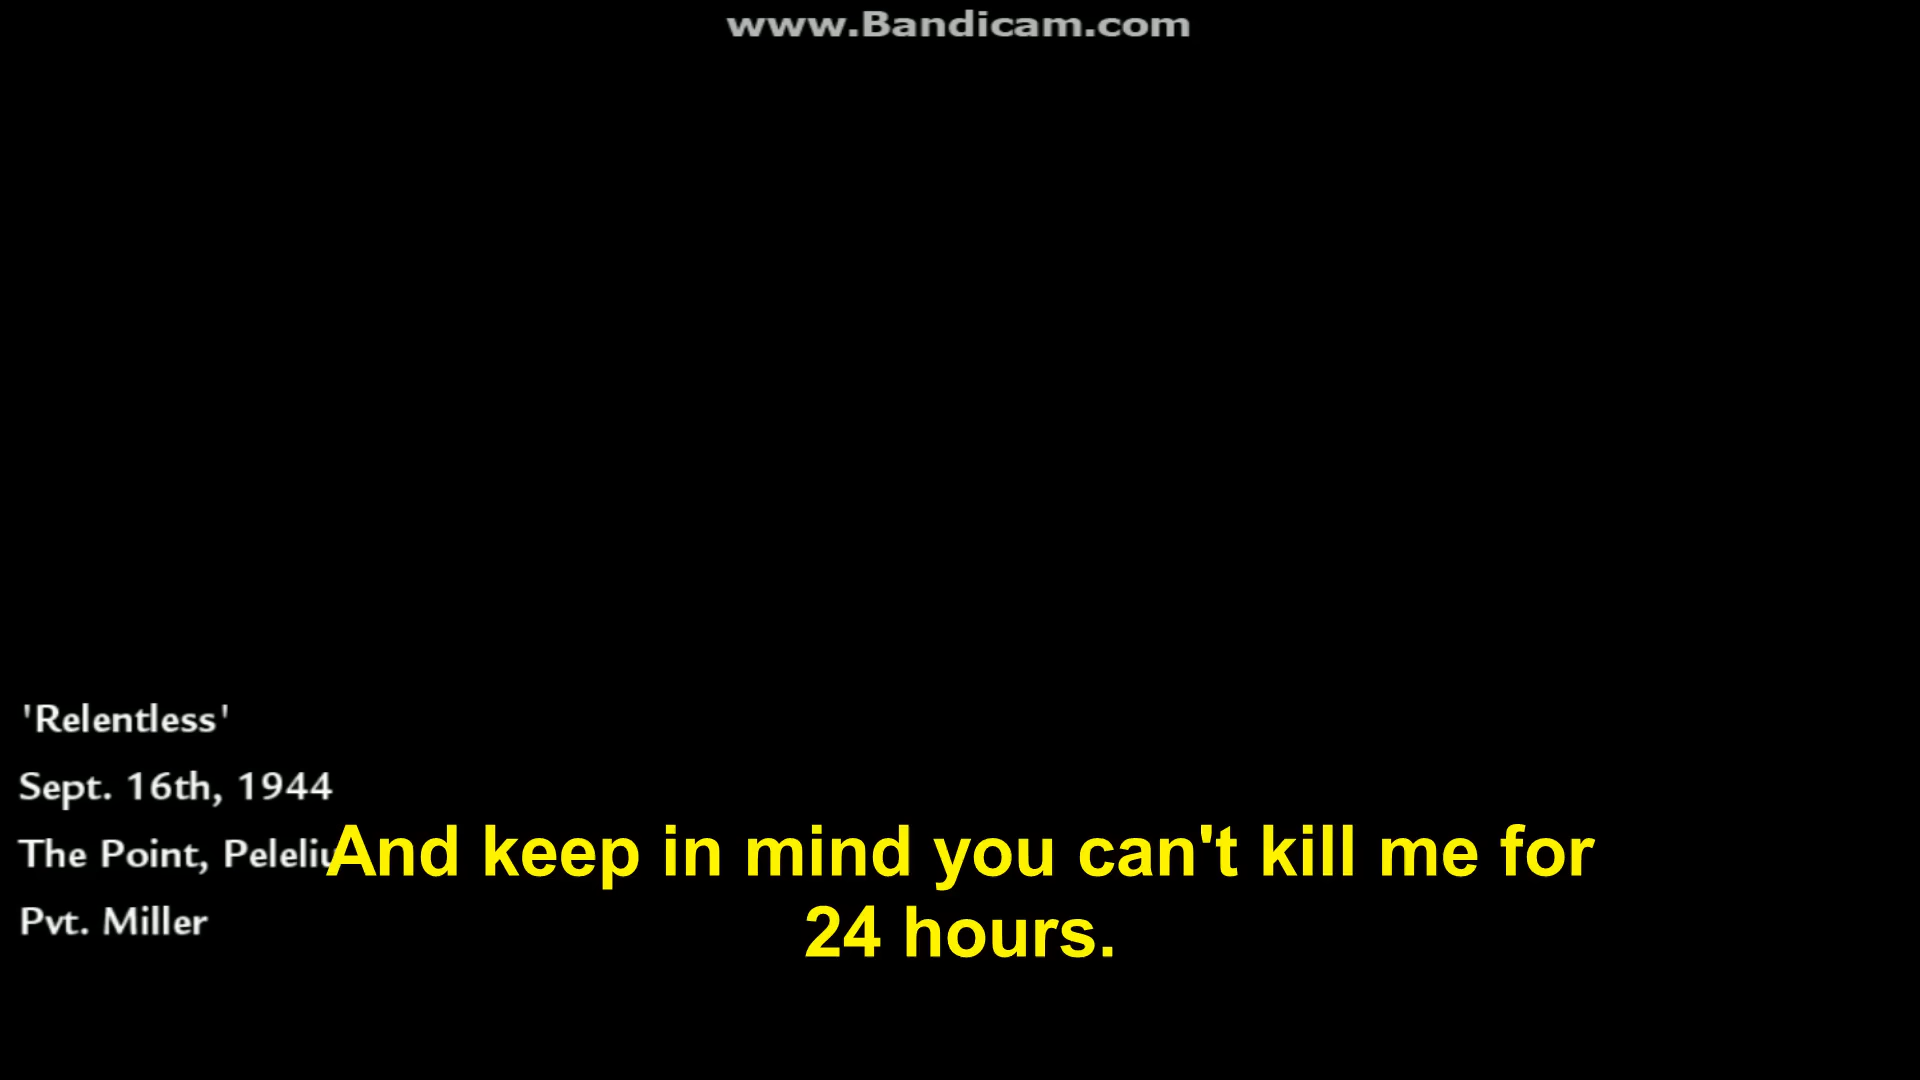 www.Bandicam.com
'Relentless'
Sept. 16th, 1944
The Point, Peleliu
Pvt. Miller
And keep in mind you can't kill me for
24 hours.